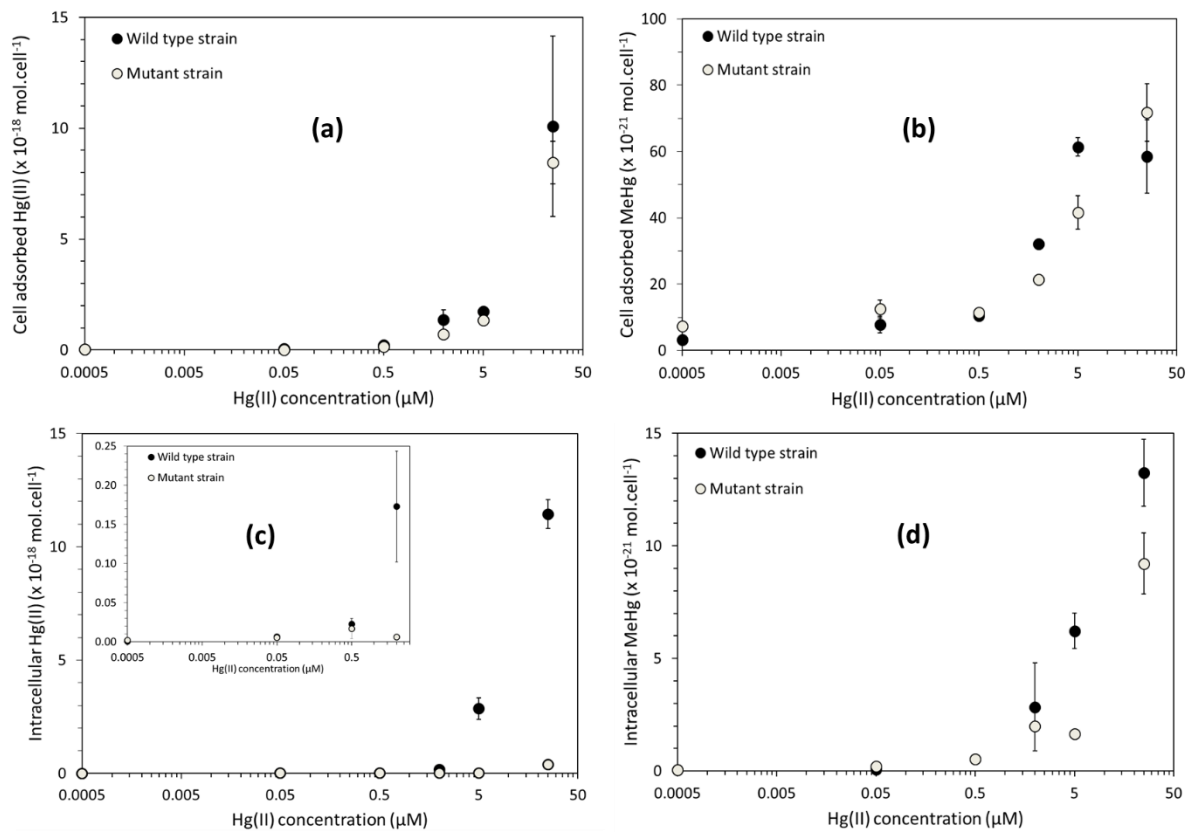 15
10
5
0
Cell adsorbed Hg(II) (x 10⁻¹⁸ mol.cell⁻¹)
Wild type strain
Mutant strain
(a)
0.0005 0.005 0.05 0.5 5 50
Hg(II) concentration (µM)
100
80
60
40
20
0
Cell adsorbed MeHg (x 10⁻²¹ mol.cell⁻¹)
Wild type strain
Mutant strain
(b)
0.0005 0.005 0.05 0.5 5 50
Hg(II) concentration (µM)
15
10
5
0
Intracellular Hg(II) (x 10⁻¹⁸ mol.cell⁻¹)
0.25
0.20
0.15
0.10
0.05
0.00
Wild type strain
Mutant strain
(c)
0.0005 0.005 0.05 0.5
Hg(II) concentration (µM)
0.0005 0.005 0.05 0.5 5 50
Hg(II) concentration (µM)
15
10
5
0
Intracellular MeHg (x 10⁻²¹ mol.cell⁻¹)
Wild type strain
Mutant strain
(d)
0.0005 0.005 0.05 0.5 5 50
Hg(II) concentration (µM)